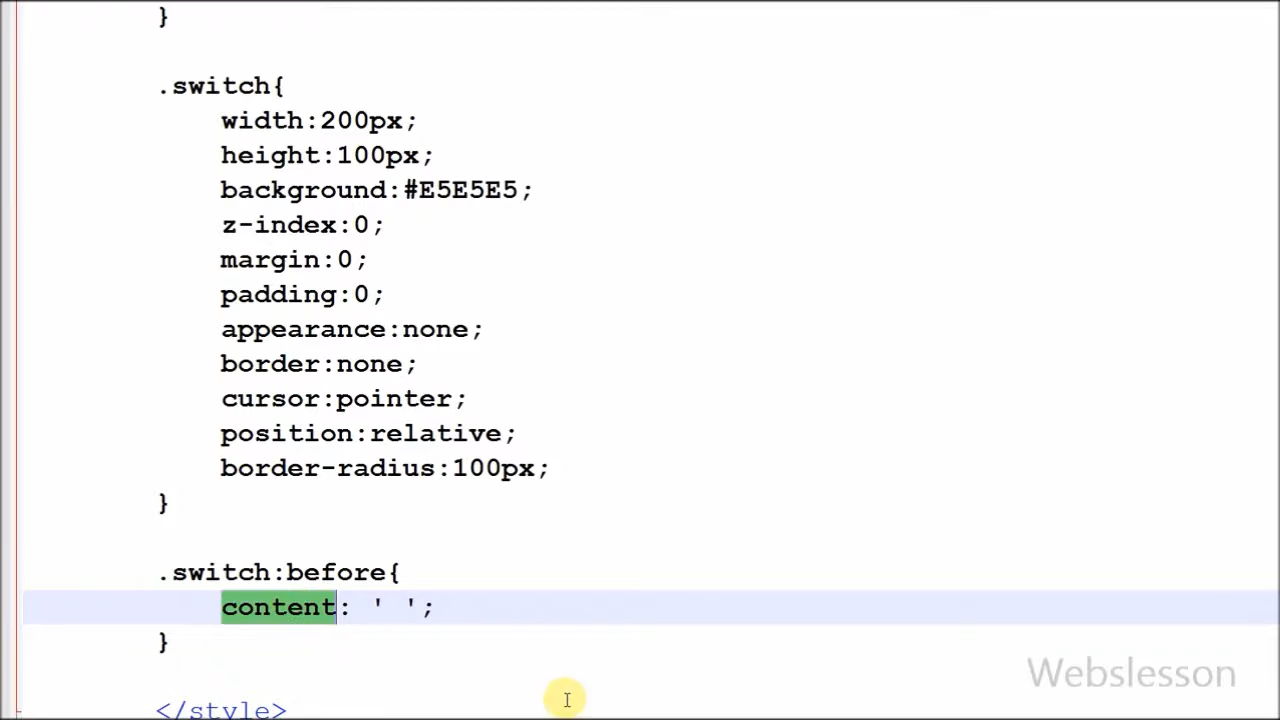 }
.switch{
width:200px;
height:100px;
background:#E5E5E5;
z-index:0;
margin:0;
padding:0;
appearance:none;
border:none;
cursor:pointer;
position:relative;
border-radius:100px;
}
.switch:before{
content: ' ';
}
Webslesson
</style>